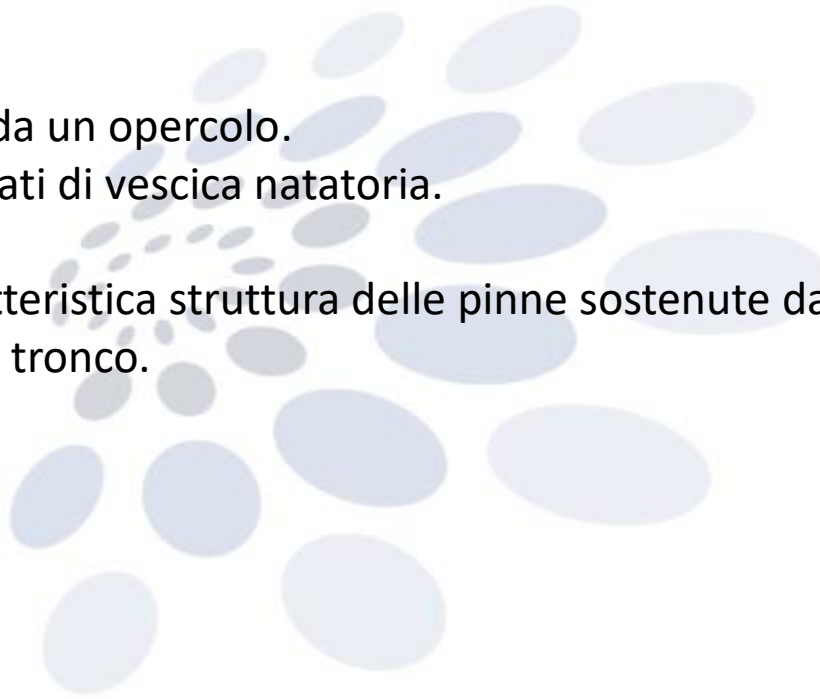 da un opercolo.
ati di vescica natatoria.
tteristica struttura delle pinne sostenute da
tronco.